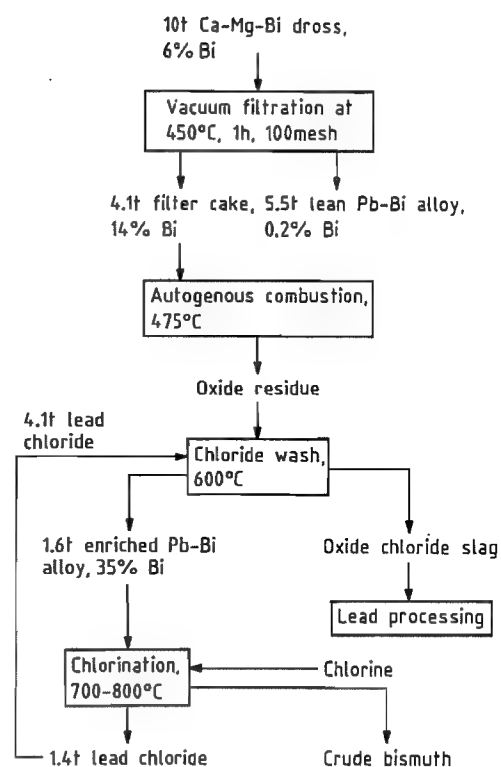 10t Ca-Mg-Bi dross,
6% Bi
Vacuum filtration at
450°C, 1h, 100mesh
4.1t filter cake, 5.5t lean Pb-Bi alloy,
14% Bi 0.2% Bi
Autogenous combustion,
475°C
Oxide residue
4.1t lead
chloride
Chloride wash,
600°C
1.6t enriched Pb-Bi
alloy, 35% Bi
Oxide chloride slag
Lead processing
Chlorination,
700-800°C
Chlorine
1.4t lead chloride
Crude bismuth